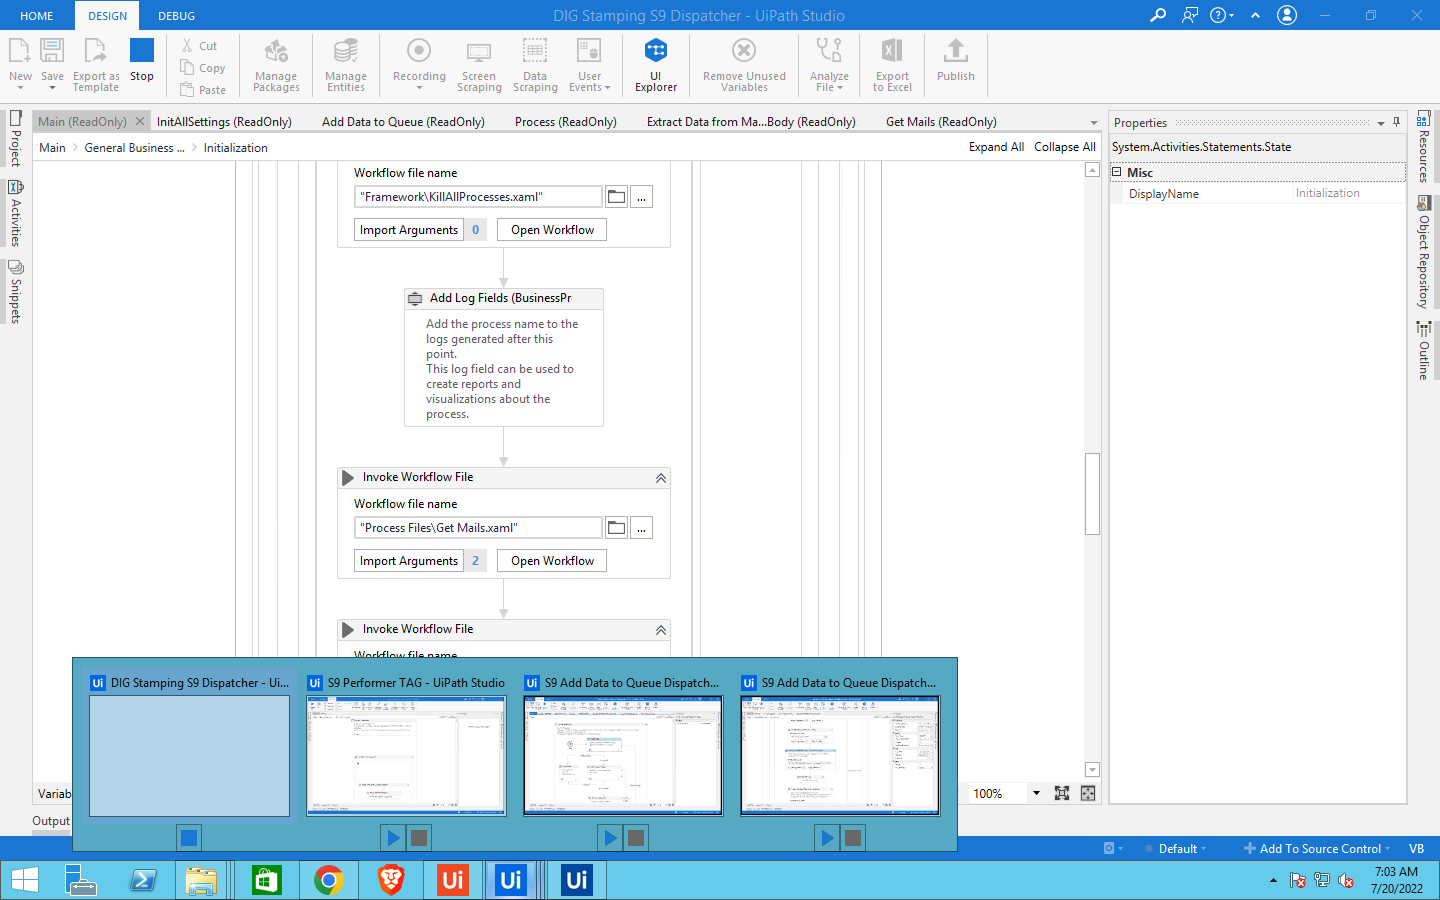 HOME
DESIGN
DEBUG
DIG Stamping S9 Dispatcher - UiPath Studio
New
Save
Export as Template
Stop
Cut
Copy
Paste
Manage Packages
Manage Entities
Recording
Screen Scraping
Data Scraping
User Events
UI Explorer
Remove Unused Variables
Analyze File
Export to Excel
Publish
Main (ReadOnly)
InitAllSettings (ReadOnly)
Add Data to Queue (ReadOnly)
Process (ReadOnly)
Extract Data from Ma...Body (ReadOnly)
Get Mails (ReadOnly)
Main
General Business ...
Initialization
Expand All
Collapse All
Project
Activities
Snippets
Workflow file name
"Framework\KillAllProcesses.xaml"
...
Import Arguments 0
Open Workflow
Add Log Fields (BusinessPr
Add the process name to the
logs generated after this
point.
This log field can be used to
create reports and
visualizations about the
process.
Invoke Workflow File
Workflow file name
"Process Files\Get Mails.xaml"
...
Import Arguments 2
Open Workflow
Invoke Workflow File
Workflow file name
Properties
System.Activities.Statements.State
Misc
DisplayName
Initialization
Resources
Object Repository
Outline
Variab
100%
Output
DIG Stamping S9 Dispatcher - Ui...
S9 Performer TAG - UiPath Studio
S9 Add Data to Queue Dispatch...
S9 Add Data to Queue Dispatch...
Default
Add To Source Control
VB
Ui
Ui
Ui
7:03 AM
7/20/2022